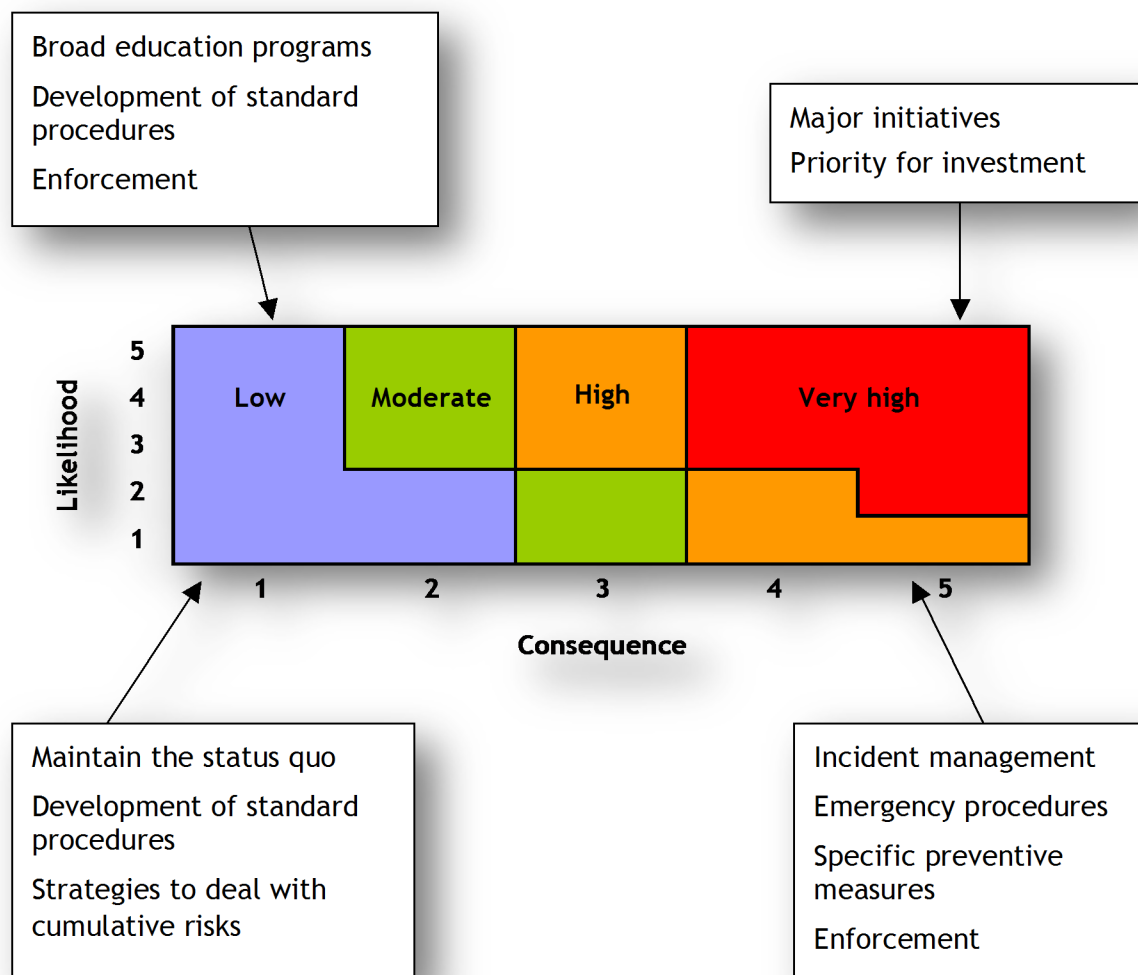 Broad education programs
Development of standard
procedures
Enforcement
Major initiatives
Priority for investment
Likelihood
5
4
3
2
1
Low
Moderate
High
Very high
1
2
3
4
5
Consequence
Maintain the status quo
Development of standard
procedures
Strategies to deal with
cumulative risks
Incident management
Emergency procedures
Specific preventive
measures
Enforcement